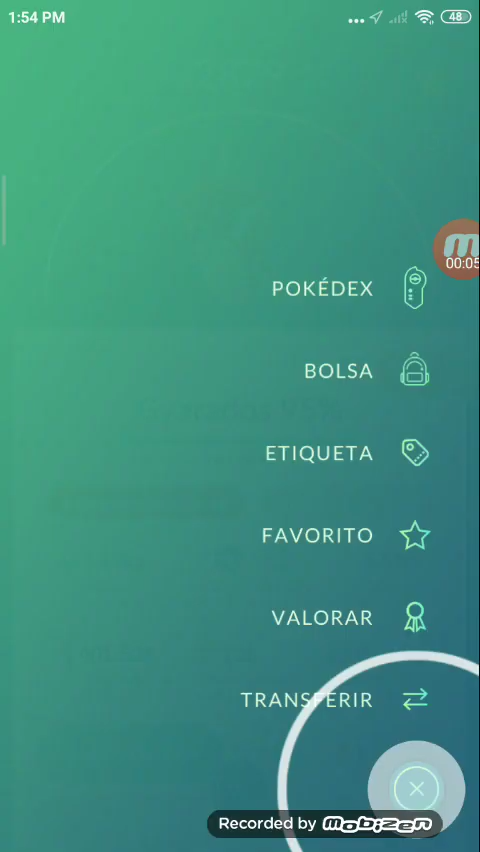 1:54 PM
48
00:05
POKÉDEX
BOLSA
ETIQUETA
FAVORITO
VALORAR
TRANSFERIR
Recorded by mobizen